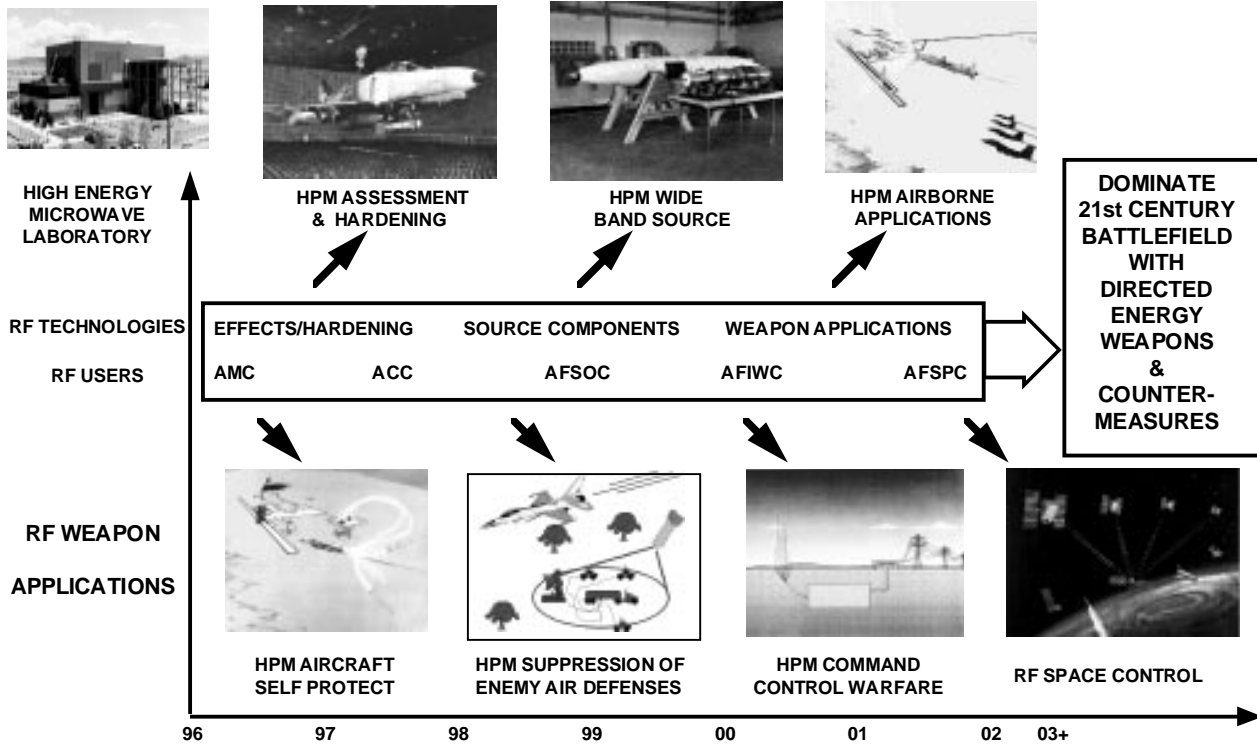 HIGH ENERGY
MICROWAVE
LABORATORY
HPM ASSESSMENT
& HARDENING
HPM WIDE
BAND SOURCE
HPM AIRBORNE
APPLICATIONS
DOMINATE
21st CENTURY
BATTLEFIELD
WITH
DIRECTED
ENERGY
WEAPONS
&
COUNTER-
MEASURES
RF TECHNOLOGIES
EFFECTS/HARDENING SOURCE COMPONENTS WEAPON APPLICATIONS
RF USERS
AMC ACC AFSOC AFIWC AFSPC
RF WEAPON
APPLICATIONS
HPM AIRCRAFT
SELF PROTECT
HPM SUPPRESSION OF
ENEMY AIR DEFENSES
HPM COMMAND
CONTROL WARFARE
RF SPACE CONTROL
96 97 98 99 00 01 02 03+